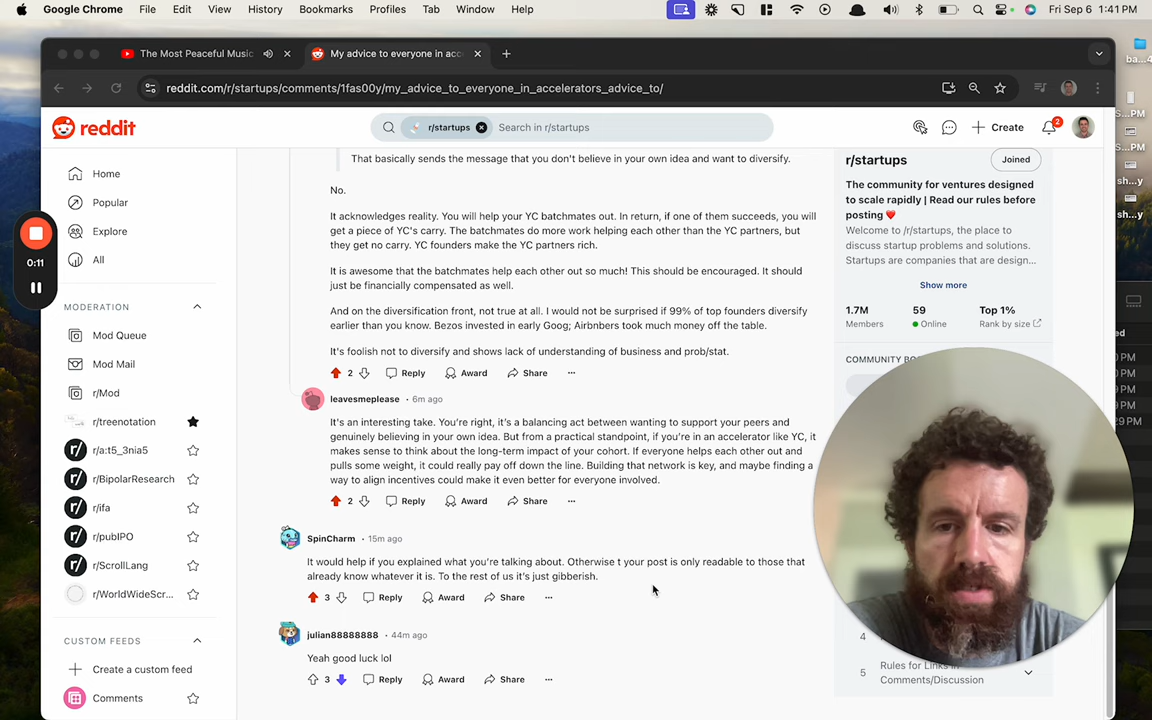 Google Chrome File Edit View History Bookmarks Profiles Tab Window Help Fri Sep 6 1:41 PM
The Most Peaceful Music
My advice to everyone in acc
reddit.com/r/startups/comments/1fas00y/my_advice_to_everyone_in_accelerators_advice_to/
reddit
r/startups Search in r/startups
Create
2
Home
Popular
Explore
All
0:11
MODERATION
Mod Queue
Mod Mail
r/Mod
r/treenotation
r/a:t5_3nia5
r/BipolarResearch
r/ifa
r/pubIPO
r/ScrollLang
r/WorldWideScr...
CUSTOM FEEDS
Create a custom feed
Comments
That basically sends the message that you don't believe in your own idea and want to diversify.
No.
It acknowledges reality. You will help your YC batchmates out. In return, if one of them succeeds, you will
get a piece of YC's carry. The batchmates do more work helping each other than the YC partners, but
they get no carry. YC founders make the YC partners rich.
It is awesome that the batchmates help each other out so much! This should be encouraged. It should
just be financially compensated as well.
And on the diversification front, not true at all. I would not be surprised if 99% of top founders diversify
earlier than you know. Bezos invested in early Goog; Airbnbers took much money off the table.
It's foolish not to diversify and shows lack of understanding of business and prob/stat.
2 Reply Award Share ...
leavesmeplease • 6m ago
It's an interesting take. You're right, it's a balancing act between wanting to support your peers and
genuinely believing in your own idea. But from a practical standpoint, if you're in an accelerator like YC, it
makes sense to think about the long-term impact of your cohort. If everyone helps each other out and
pulls some weight, it could really pay off down the line. Building that network is key, and maybe finding a
way to align incentives could make it even better for everyone involved.
2 Reply Award Share ...
SpinCharm • 15m ago
It would help if you explained what you're talking about. Otherwise t your post is only readable to those that
already know whatever it is. To the rest of us it's just gibberish.
3 Reply Award Share ...
julian88888888 • 44m ago
Yeah good luck lol
3 Reply Award Share ...
r/startups Joined
The community for ventures designed
to scale rapidly | Read our rules before
posting ❤️
Welcome to /r/startups, the place to
discuss startup problems and solutions.
Startups are companies that are design...
Show more
1.7M 59 Top 1%
Members Online Rank by size
COMMUNITY BO
4
5 Rules for Links in
Comments/Discussion
ba...4
S...PM
...PM
sh...y
sh...y
ed
PM
PM
9 PM
9 PM
29 PM